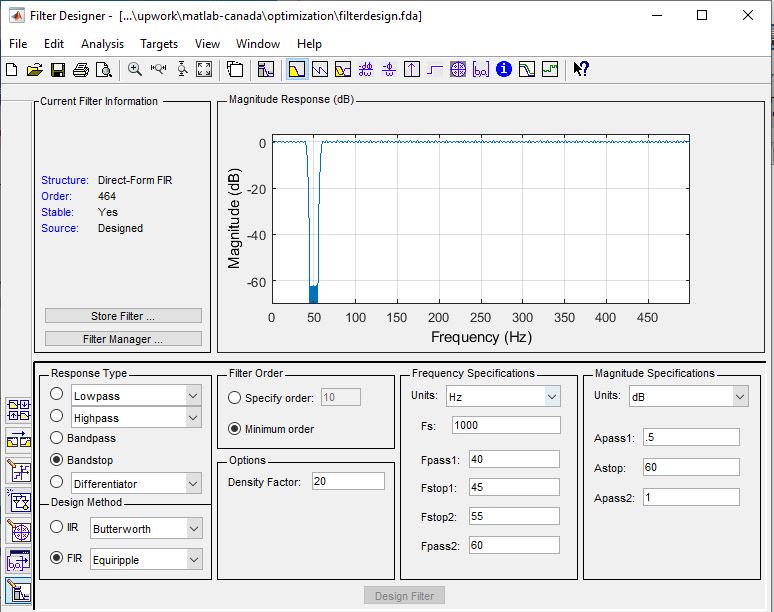 Filter Designer - [...\upwork\matlab-canada\optimization\filterdesign.fda]
File Edit Analysis Targets View Window Help
Current Filter Information
Structure: Direct-Form FIR
Order: 464
Stable: Yes
Source: Designed
Store Filter ...
Filter Manager ...
Magnitude Response (dB)
0
-20
-40
-60
Magnitude (dB)
0 50 100 150 200 250 300 350 400 450
Frequency (Hz)
Response Type
Lowpass
Highpass
Bandpass
Bandstop
Differentiator
Design Method
IIR Butterworth
FIR Equiripple
Filter Order
Specify order: 10
Minimum order
Options
Density Factor: 20
Frequency Specifications
Units: Hz
Fs: 1000
Fpass1: 40
Fstop1: 45
Fstop2: 55
Fpass2: 60
Magnitude Specifications
Units: dB
Apass1: .5
Astop: 60
Apass2: 1
Design Filter